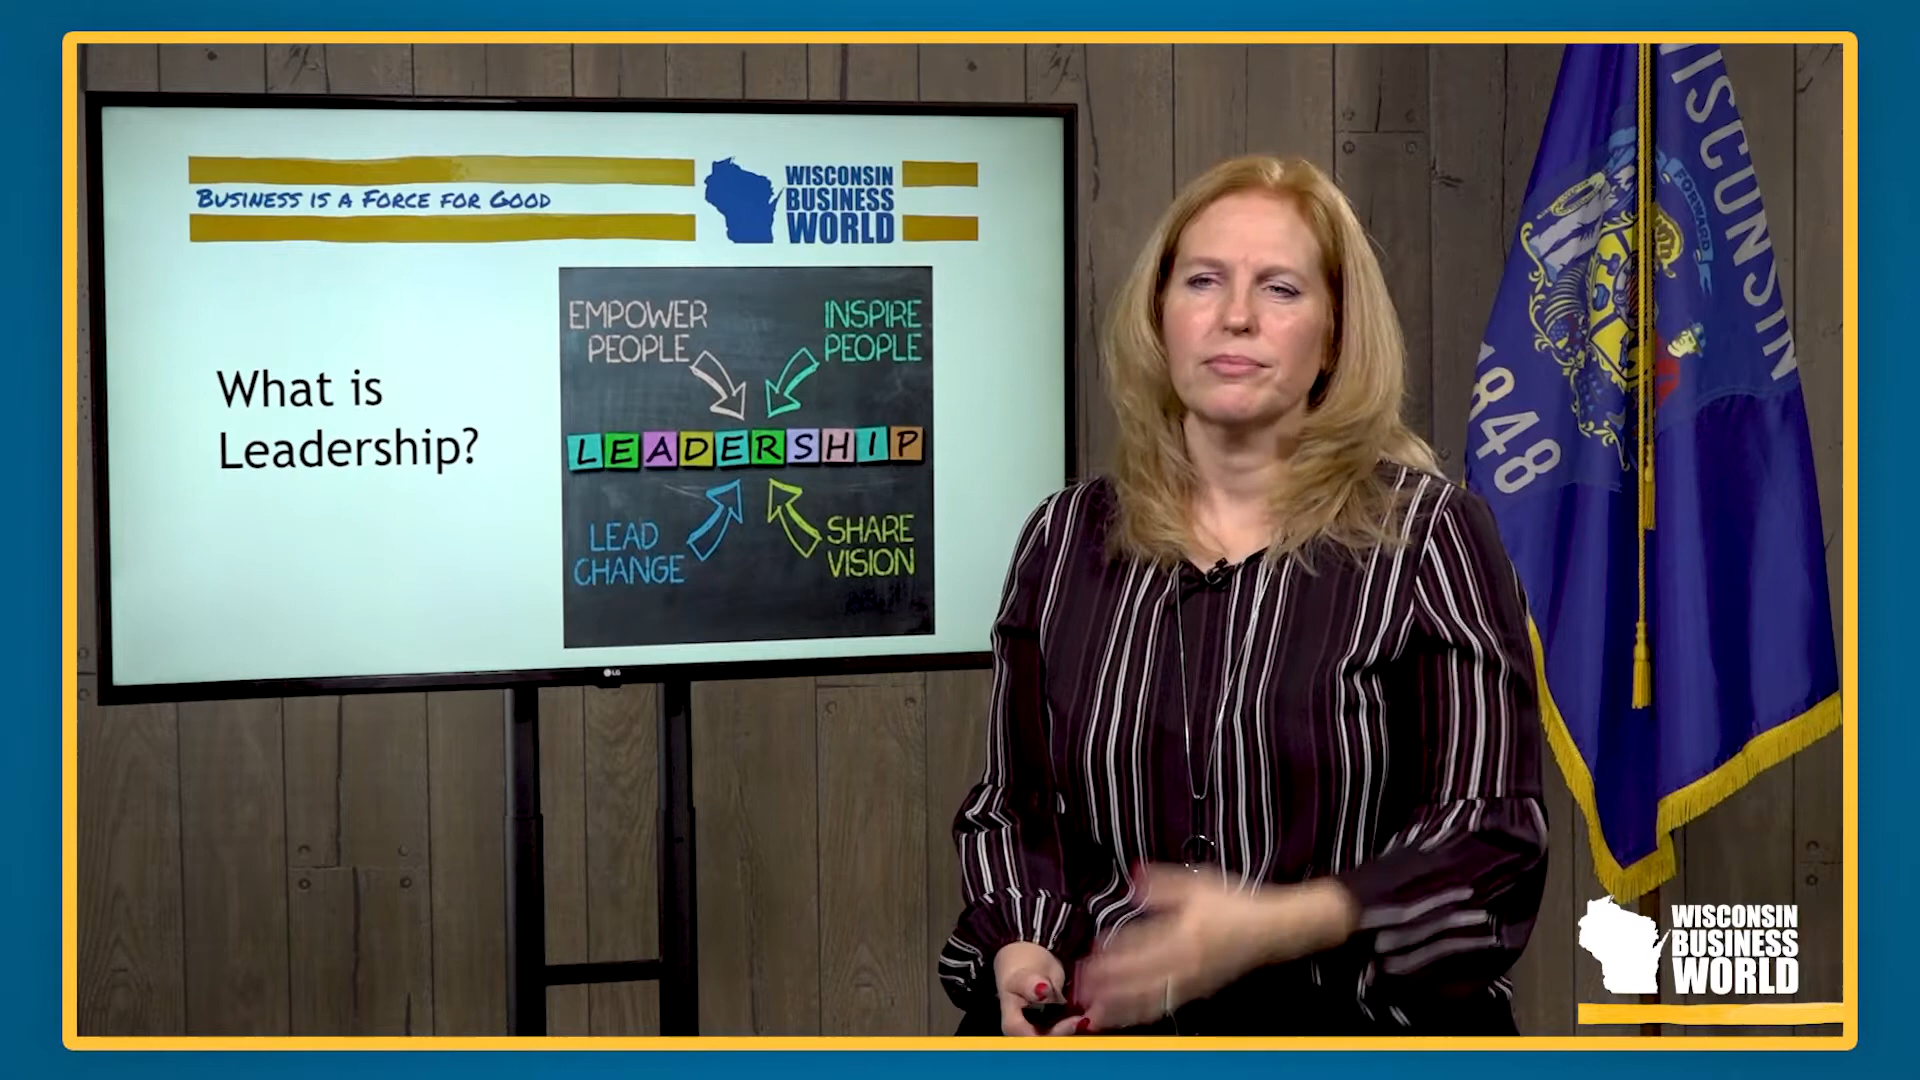 BUSINESS IS A FORCE FOR GOOD
WISCONSIN
BUSINESS
WORLD
What is
Leadership?
EMPOWER
PEOPLE
INSPIRE
PEOPLE
LEADERSHIP
LEAD
CHANGE
SHARE
VISION
LG
WISCONSIN
FORWARD
1848
WISCONSIN
BUSINESS
WORLD